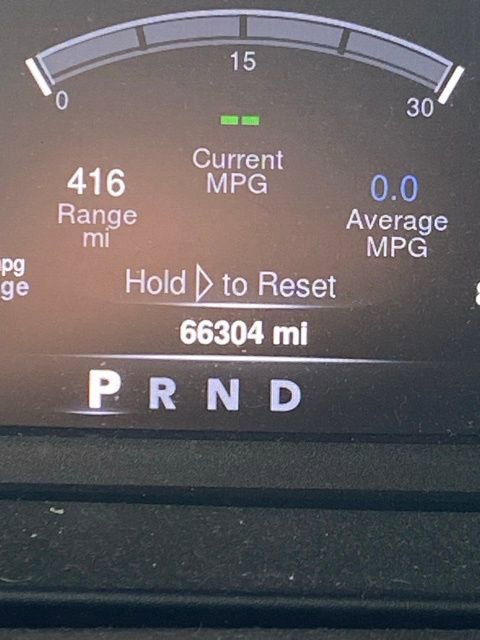 15
0
30
--
Current
MPG
416
Range
mi
0.0
Average
MPG
pg
ge
Hold ▷ to Reset
66304 mi
P R N D